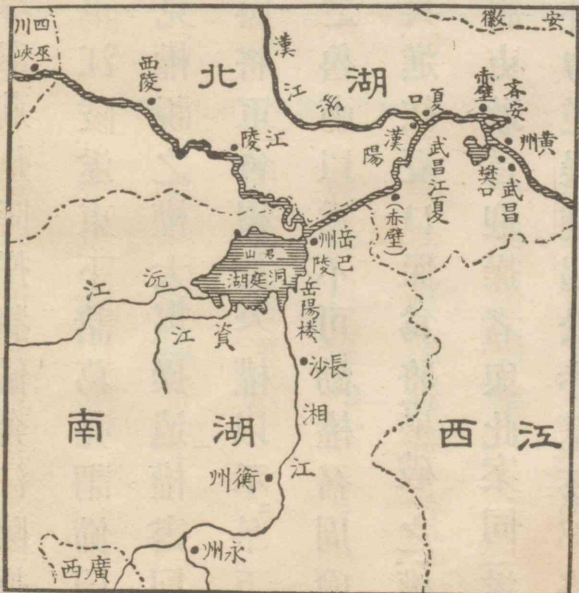 安徽
湖北
四川
巫峽
西陵
漢江
夏口
漢陽
赤壁
斉安
黃州
武昌
樊口
武昌江夏
(赤壁)
江陵
岳州
巴陵
君山
洞庭湖
岳陽楼
沅江
資江
長沙
湘江
江西
湖南
衡州
永州
廣西